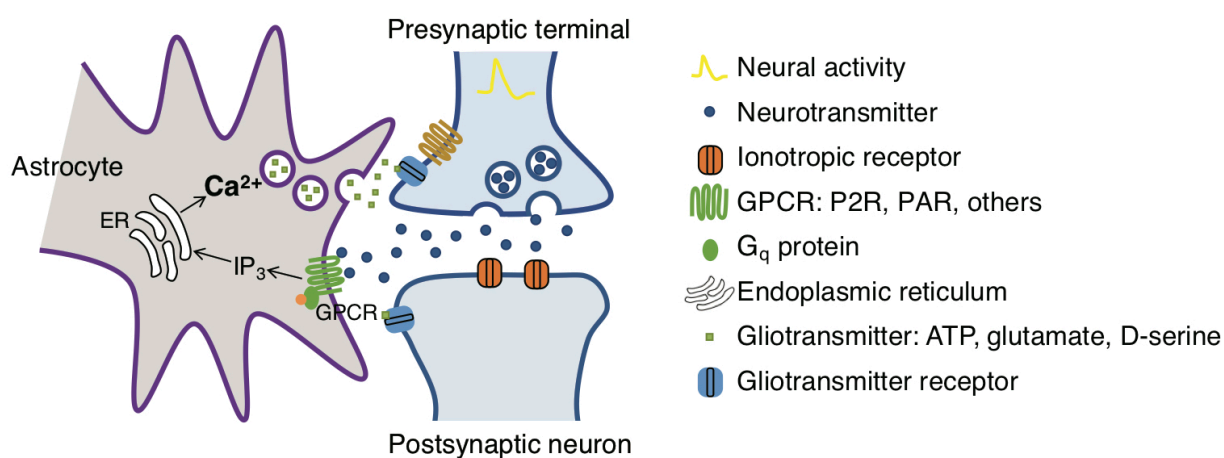 Presynaptic terminal
Astrocyte
Ca²⁺
ER
IP₃
GPCR
Postsynaptic neuron
Neural activity
Neurotransmitter
Ionotropic receptor
GPCR: P2R, PAR, others
Gq protein
Endoplasmic reticulum
Gliotransmitter: ATP, glutamate, D-serine
Gliotransmitter receptor